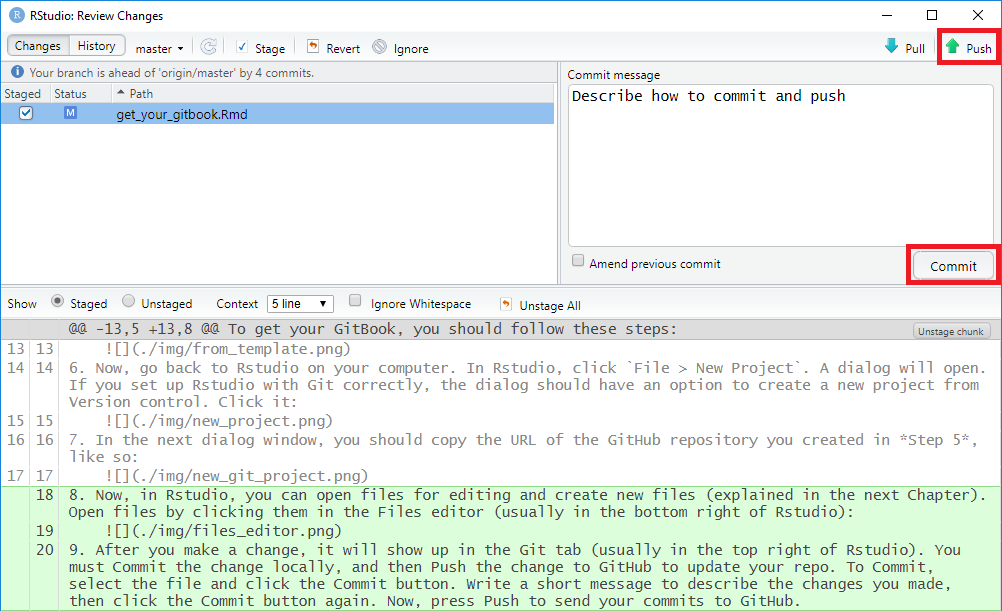 RStudio: Review Changes
Changes History master Stage Revert Ignore Pull Push
Your branch is ahead of 'origin/master' by 4 commits.
Staged Status Path
M get_your_gitbook.Rmd
Commit message
Describe how to commit and push
Amend previous commit
Commit
Show Staged Unstaged Context 5 line Ignore Whitespace Unstage All
@@ -13,5 +13,8 @@ To get your GitBook, you should follow these steps: Unstage chunk
13 13 ![](./img/from_template.png)
14 14 6. Now, go back to Rstudio on your computer. In Rstudio, click `File > New Project`. A dialog will open.
If you set up Rstudio with Git correctly, the dialog should have an option to create a new project from
Version control. Click it:
15 15 ![](./img/new_project.png)
16 16 7. In the next dialog window, you should copy the URL of the GitHub repository you created in *Step 5*,
like so:
17 17 ![](./img/new_git_project.png)
18 8. Now, in Rstudio, you can open files for editing and create new files (explained in the next Chapter).
Open files by clicking them in the Files editor (usually in the bottom right of Rstudio):
19 ![](./img/files_editor.png)
20 9. After you make a change, it will show up in the Git tab (usually in the top right of Rstudio). You
must Commit the change locally, and then Push the change to GitHub to update your repo. To Commit,
select the file and click the Commit button. Write a short message to describe the changes you made,
then click the Commit button again. Now, press Push to send your commits to GitHub.